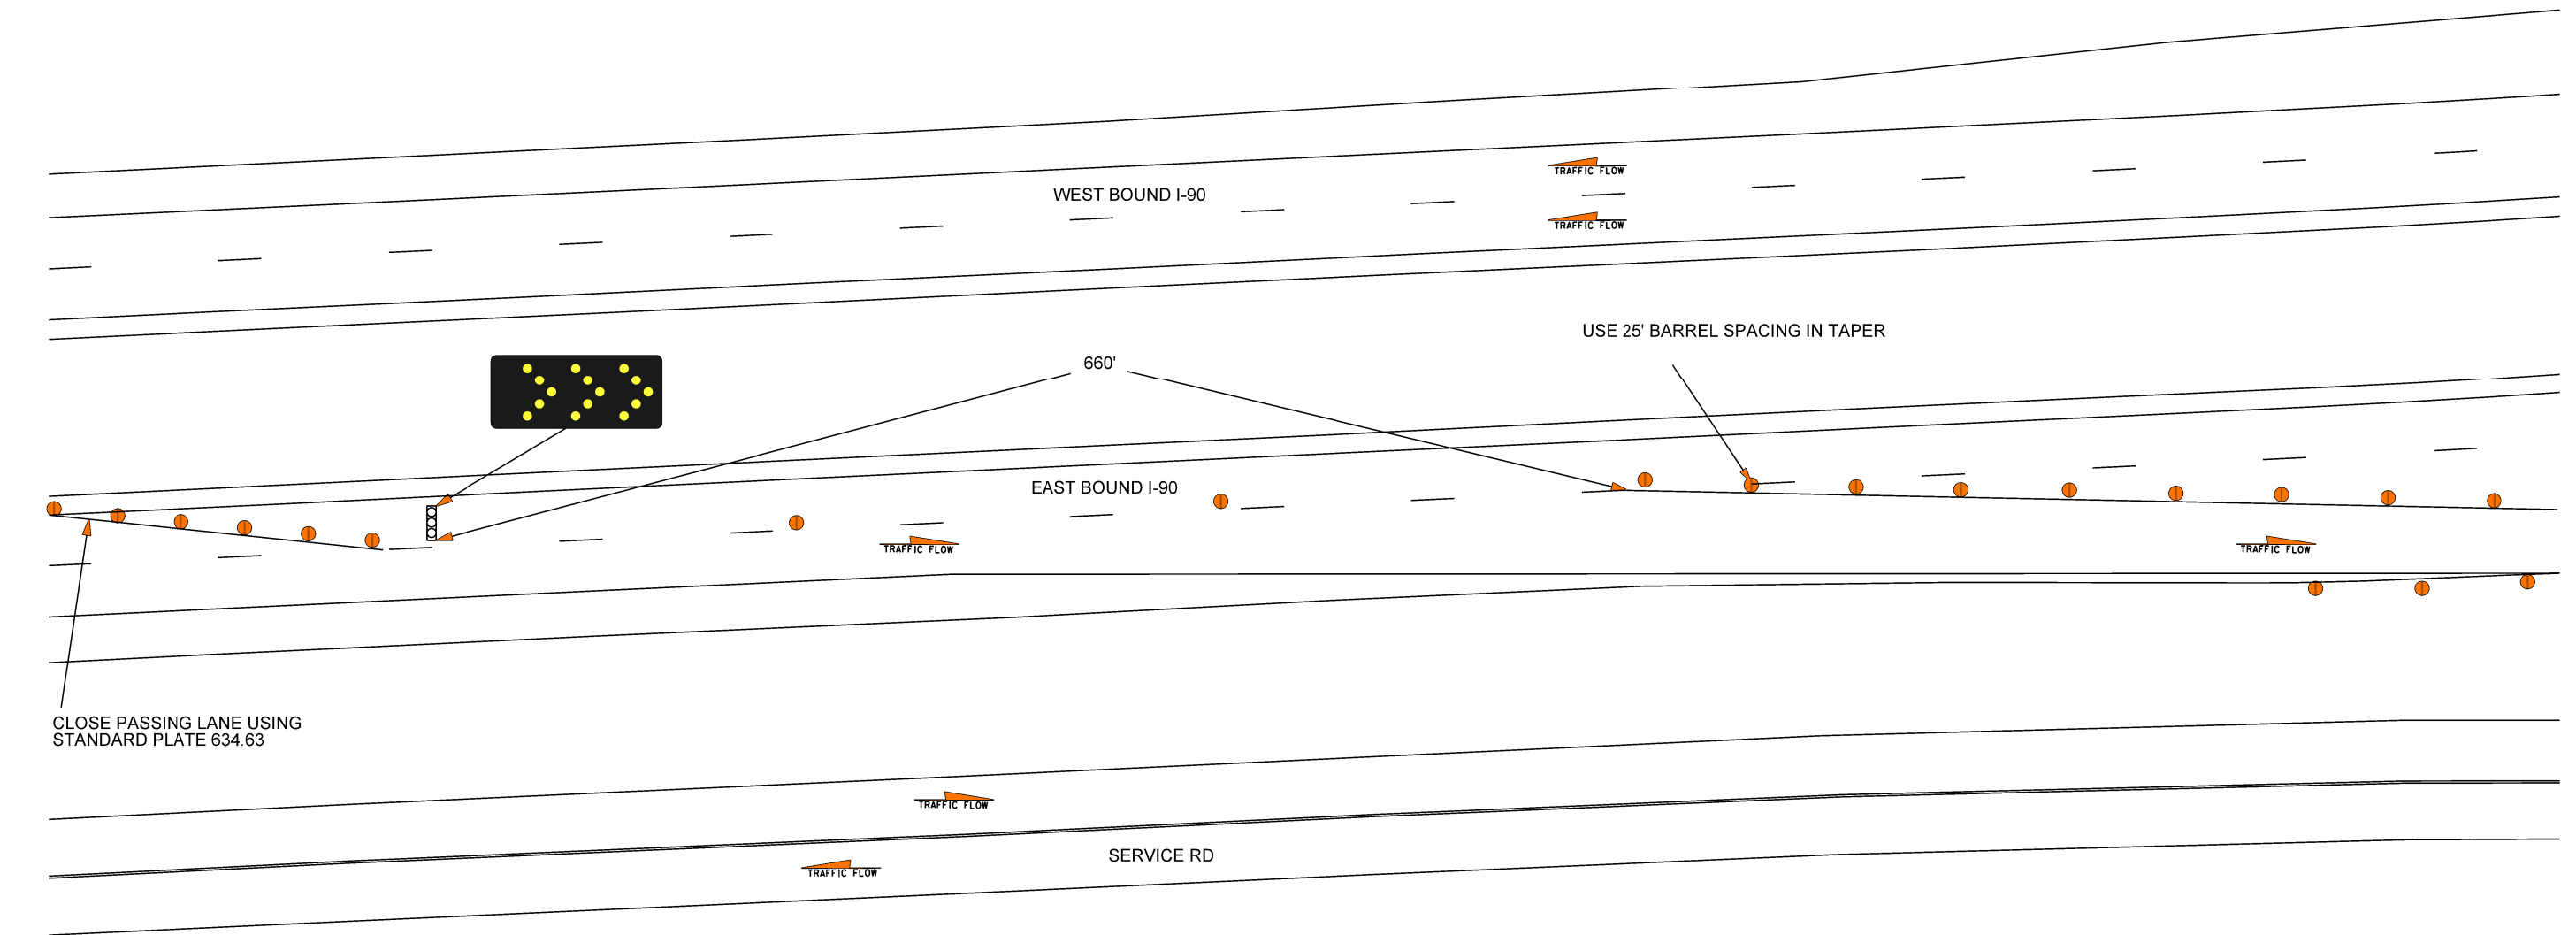 TRAFFIC FLOW
WEST BOUND I-90
TRAFFIC FLOW
USE 25' BARREL SPACING IN TAPER
660'
EAST BOUND I-90
TRAFFIC FLOW
TRAFFIC FLOW
CLOSE PASSING LANE USING
STANDARD PLATE 634.63
TRAFFIC FLOW
SERVICE RD
TRAFFIC FLOW